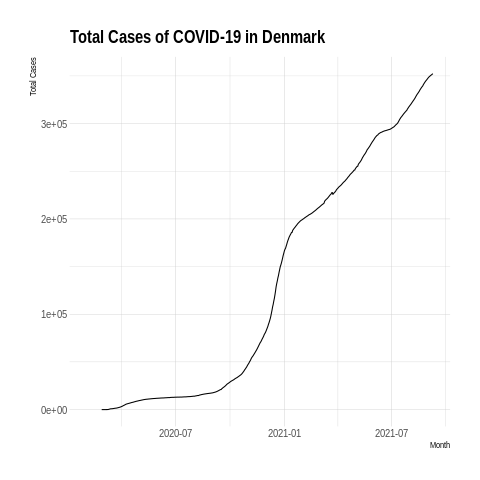 Total Cases of COVID-19 in Denmark
Total Cases
3e+05
2e+05
1e+05
0e+00
2020-07 2021-01 2021-07
Month